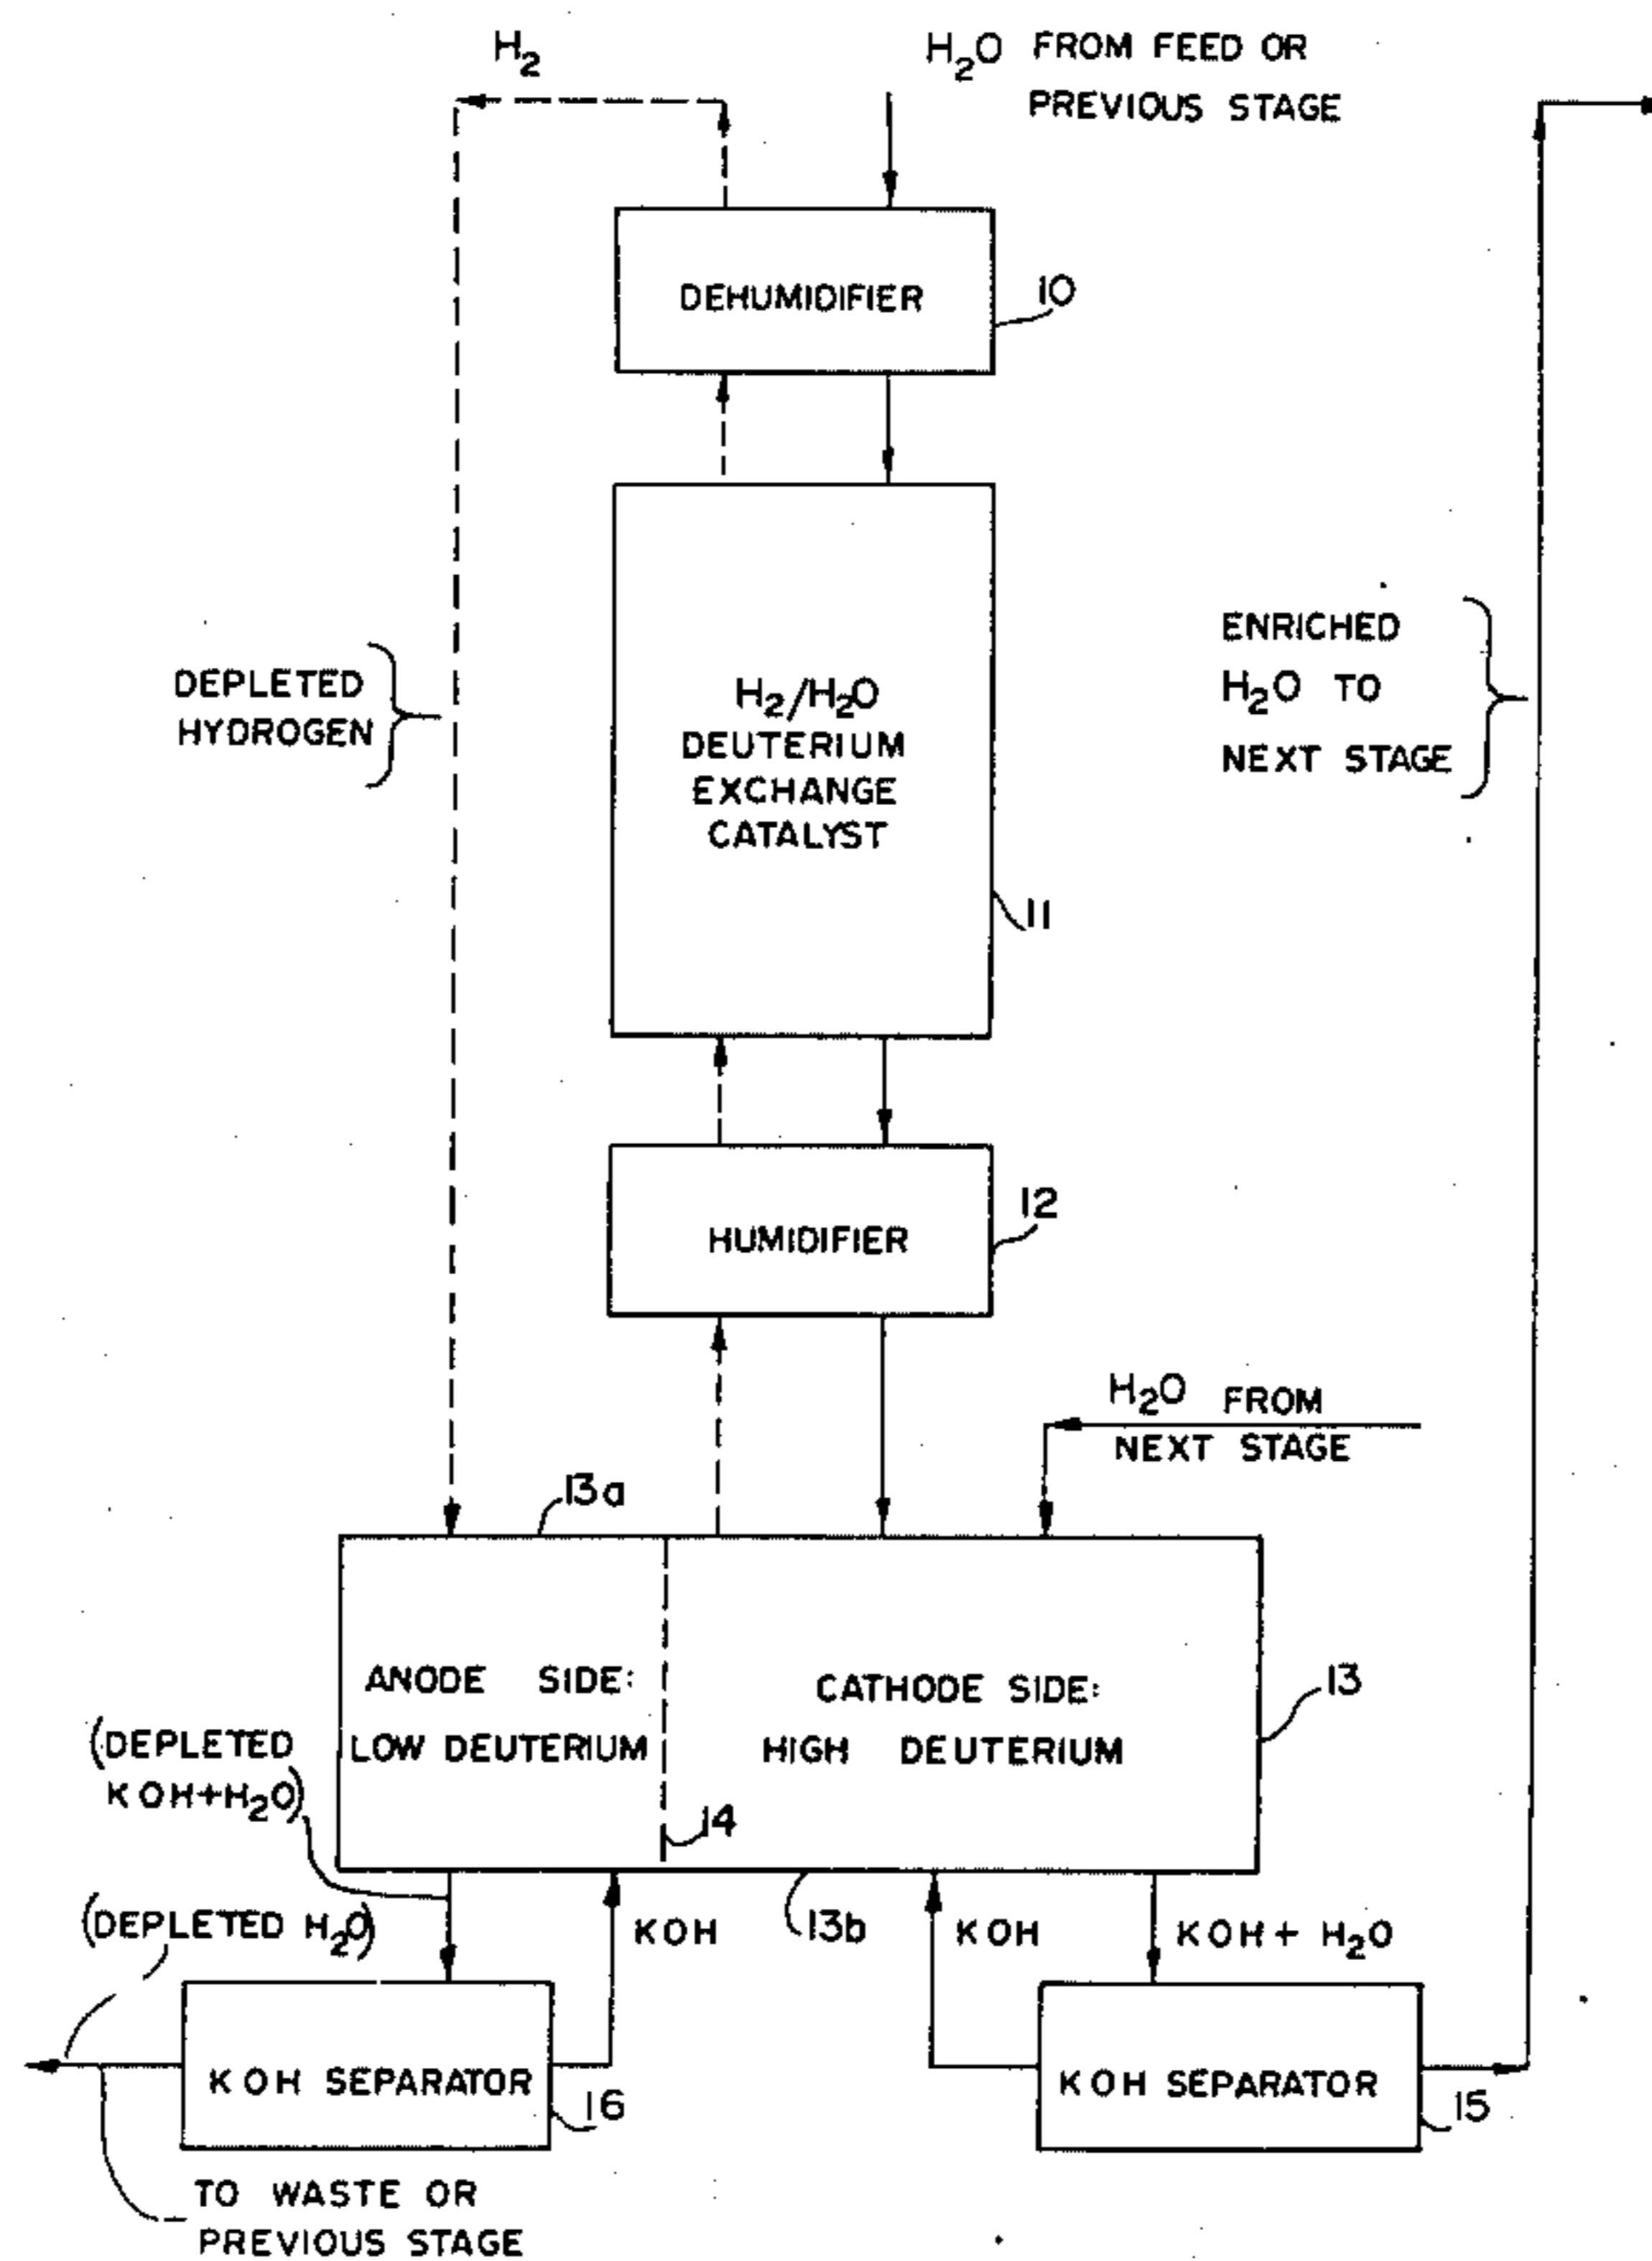 H₂
H₂O FROM FEED OR
PREVIOUS STAGE
DEHUMIDIFIER
10
DEPLETED
HYDROGEN
H₂/H₂O
DEUTERIUM
EXCHANGE
CATALYST
11
ENRICHED
H₂O TO
NEXT STAGE
HUMIDIFIER
12
H₂O FROM
NEXT STAGE
13a
ANODE SIDE:
LOW DEUTERIUM
CATHODE SIDE:
HIGH DEUTERIUM
13
14
(DEPLETED
KOH+H₂O)
(DEPLETED H₂O)
KOH
13b
KOH
KOH+ H₂O
KOH SEPARATOR
16
KOH SEPARATOR
15
TO WASTE OR
PREVIOUS STAGE